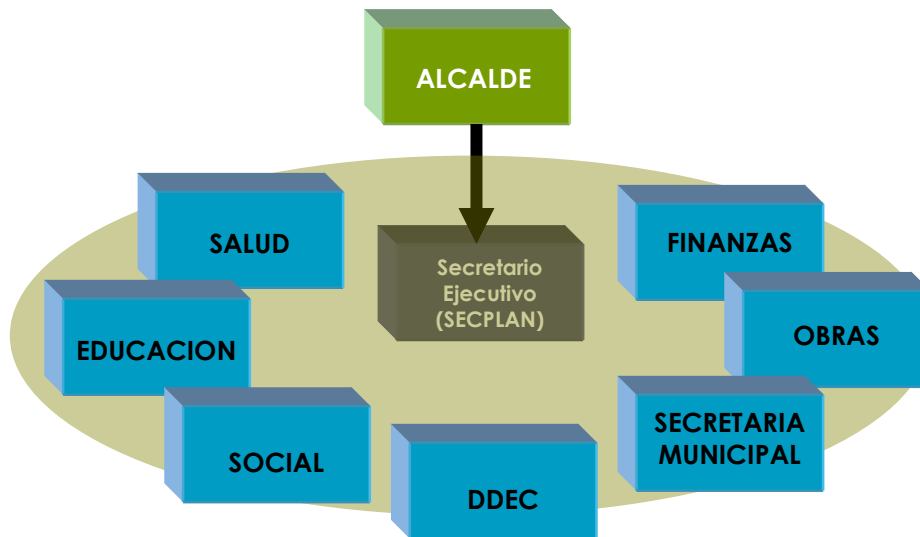 ALCALDE
SALUD
Secretario
Ejecutivo
(SECPLAN)
FINANZAS
EDUCACION
OBRAS
SOCIAL
SECRETARIA
MUNICIPAL
DDEC